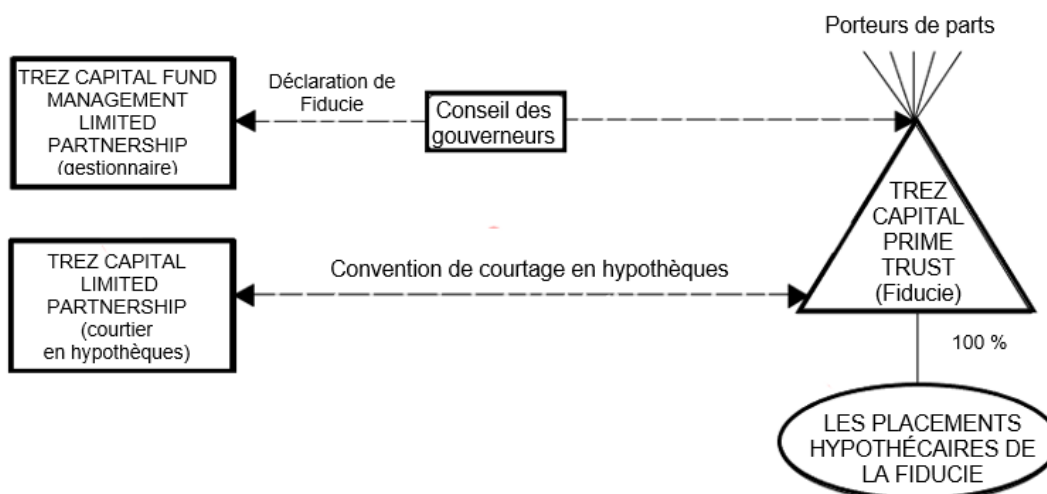 Porteurs de parts
TREZ CAPITAL FUND
MANAGEMENT
LIMITED
PARTNERSHIP
(gestionnaire)
Déclaration de
Fiducie
Conseil des
gouverneurs
TREZ
CAPITAL
PRIME
TRUST
(Fiducie)
TREZ CAPITAL
LIMITED
PARTNERSHIP
(courtier
en hypothèques)
Convention de courtage en hypothèques
100 %
LES PLACEMENTS
HYPOTHÉCAIRES DE
LA FIDUCIE